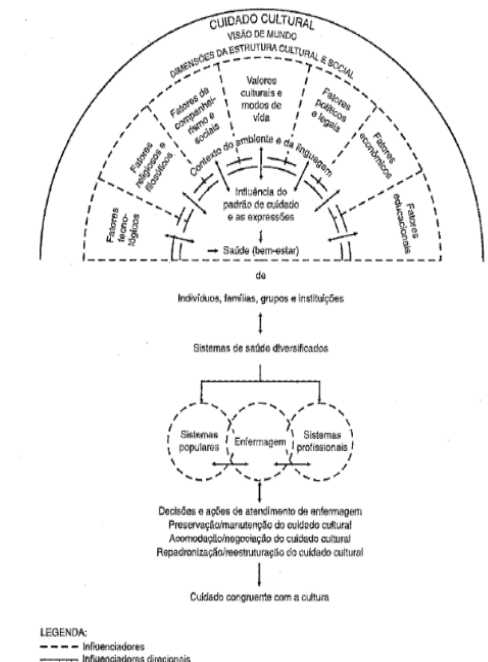 CUIDADO CULTURAL
VISÃO DE MUNDO
DIMENSÕES DA ESTRUTURA CULTURAL E SOCIAL
Fatores
tecno-
lógicos
Fatores
religiosos e
filosóficos
Fatores de
companhei-
rismo e
sociais
Valores
culturais e
modos de
vida
Fatores
políticos
e legais
Fatores
econômicos
Fatores
educacionais
Contexto do ambiente e da linguagem
Influência do
padrão de cuidado
e as expressões
Saúde (bem-estar)
de
Indivíduos, famílias, grupos e instituições
Sistemas de saúde diversificados
Sistemas
populares
Enfermagem
Sistemas
profissionais
Decisões e ações de atendimento de enfermagem
Preservação/manutenção do cuidado cultural
Acomodação/negociação do cuidado cultural
Repadronização/reestruturação do cuidado cultural
Cuidado congruente com a cultura
LEGENDA:
Influenciadores
Influenciadores direcionais